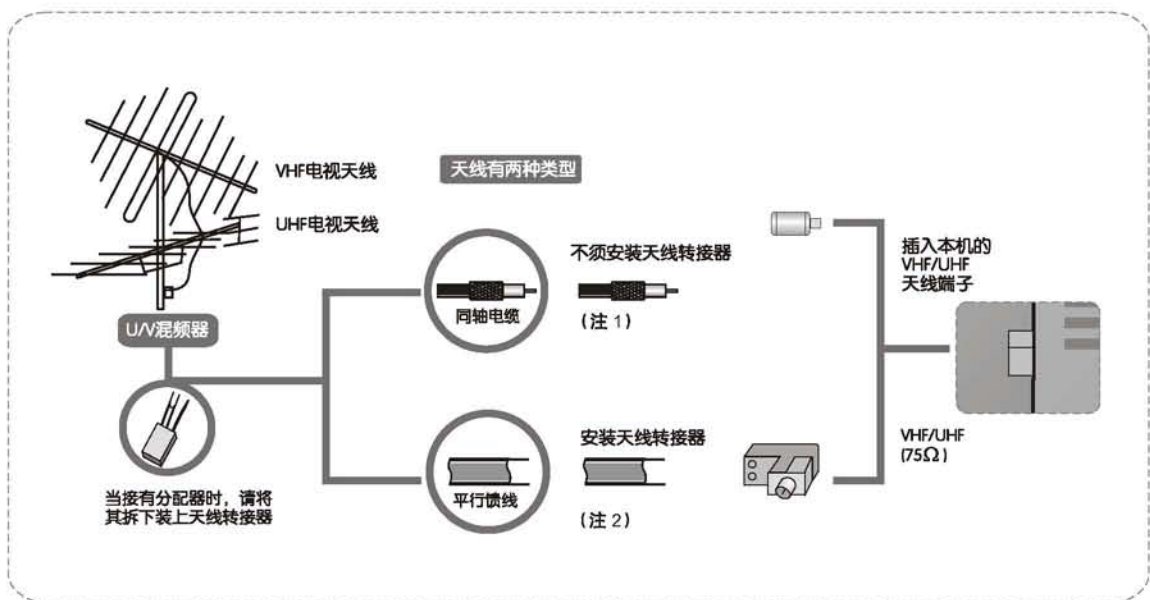 VHF电视天线
UHF电视天线
U/V混频器
当接有分配器时，请将
其拆下装上天线转接器
天线有两种类型
同轴电缆
不须安装天线转接器
(注 1)
平行馈线
安装天线转接器
(注 2)
插入本机的
VHF/UHF
天线端子
VHF/UHF
(75Ω)